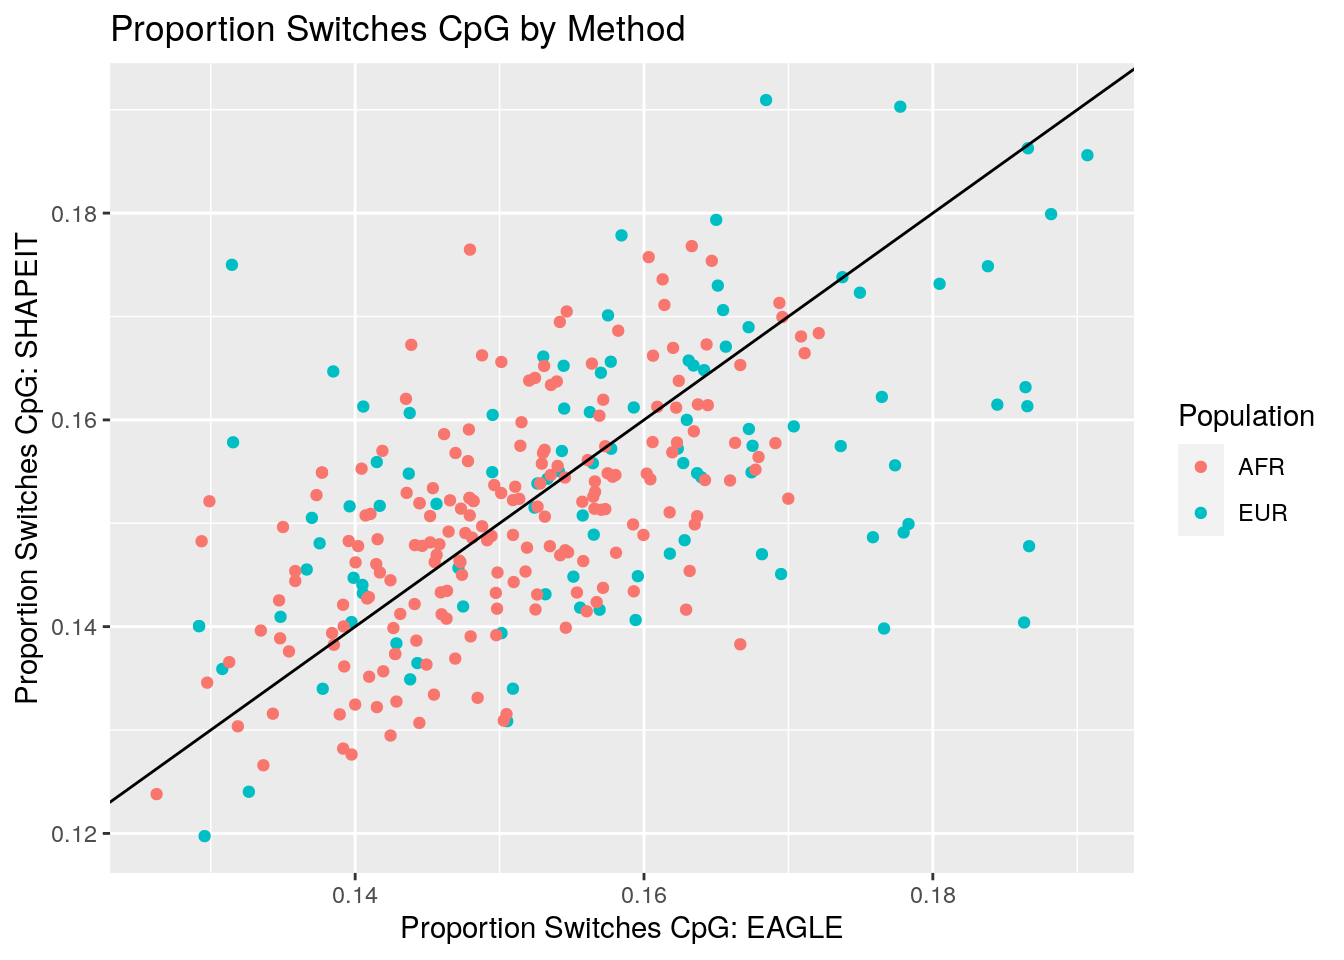 Proportion Switches CpG by Method
Proportion Switches CpG: SHAPEIT
0.18
0.16
0.14
0.12
0.14 0.16 0.18
Proportion Switches CpG: EAGLE
Population
AFR
EUR